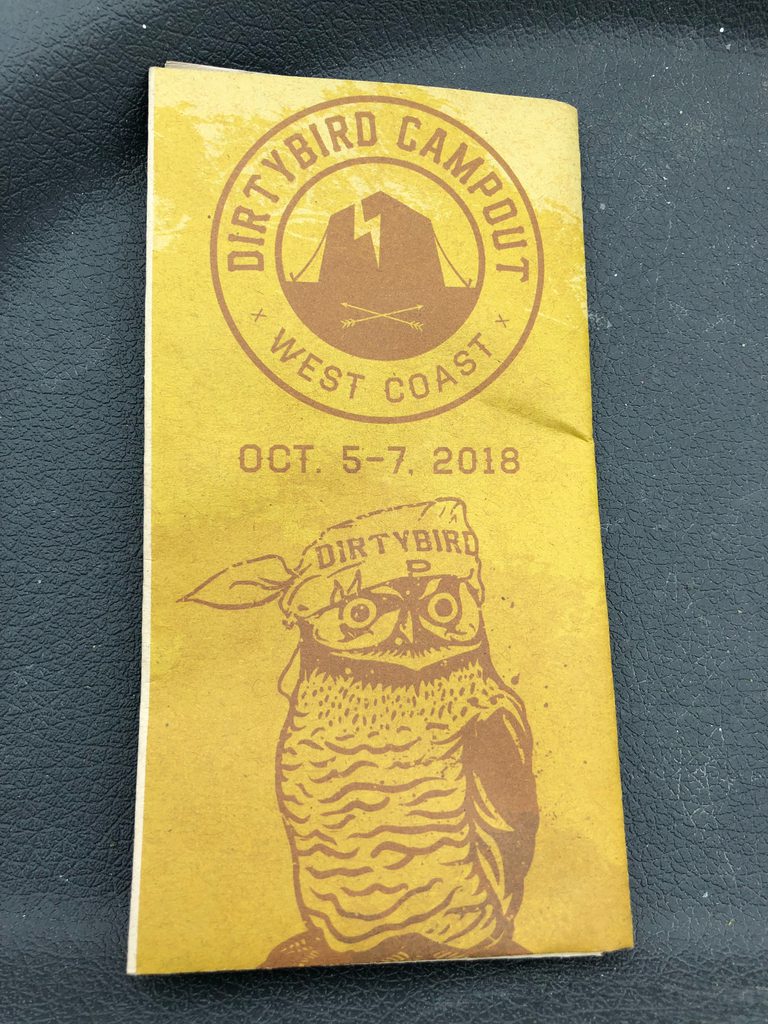 DIRTYBIRD CAMPOUT
× WEST COAST ×
OCT. 5-7, 2018
DIRTYBIRD